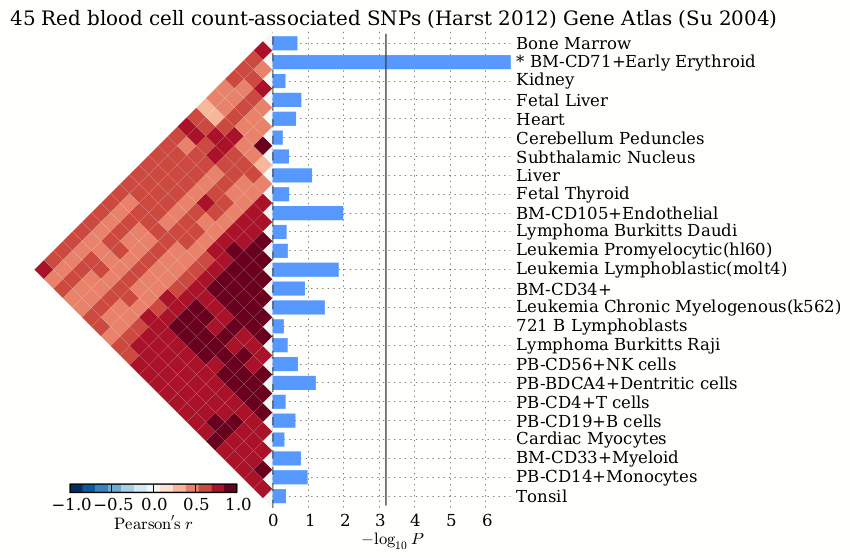 45 Red blood cell count-associated SNPs (Harst 2012) Gene Atlas (Su 2004)
Bone Marrow
* BM-CD71+Early Erythroid
Kidney
Fetal Liver
Heart
Cerebellum Peduncles
Subthalamic Nucleus
Liver
Fetal Thyroid
BM-CD105+Endothelial
Lymphoma Burkitts Daudi
Leukemia Promyelocytic(hl60)
Leukemia Lymphoblastic(molt4)
BM-CD34+
Leukemia Chronic Myelogenous(k562)
721 B Lymphoblasts
Lymphoma Burkitts Raji
PB-CD56+NK cells
PB-BDCA4+Dentritic cells
PB-CD4+T cells
PB-CD19+B cells
Cardiac Myocytes
BM-CD33+Myeloid
PB-CD14+Monocytes
Tonsil
−1.0 −0.5 0.0 0.5 1.0
Pearson's r
0 1 2 3 4 5 6
−log₁₀ P